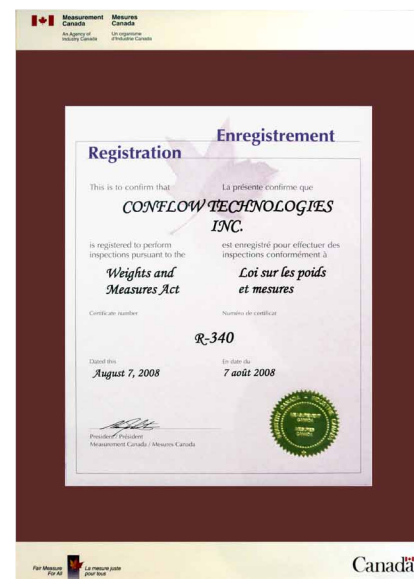 Measurement Canada
Mesures Canada
An Agency of Industry Canada
Un organisme d'Industrie Canada
Enregistrement
Registration
This is to confirm that
La présente confirme que
CONFLOW TECHNOLOGIES
INC.
is registered to perform
inspections pursuant to the
est enregistré pour effectuer des
inspections conformément à
Weights and
Measures Act
Loi sur les poids
et mesures
Certificate number
Numéro de certificat
R-340
Dated this
August 7, 2008
En date du
7 août 2008
President / Président
Measurement Canada / Mesures Canada
MEASUREMENT
CANADA
MESURES
CANADA
Fair Measure
For All
La mesure juste
pour tous
Canada